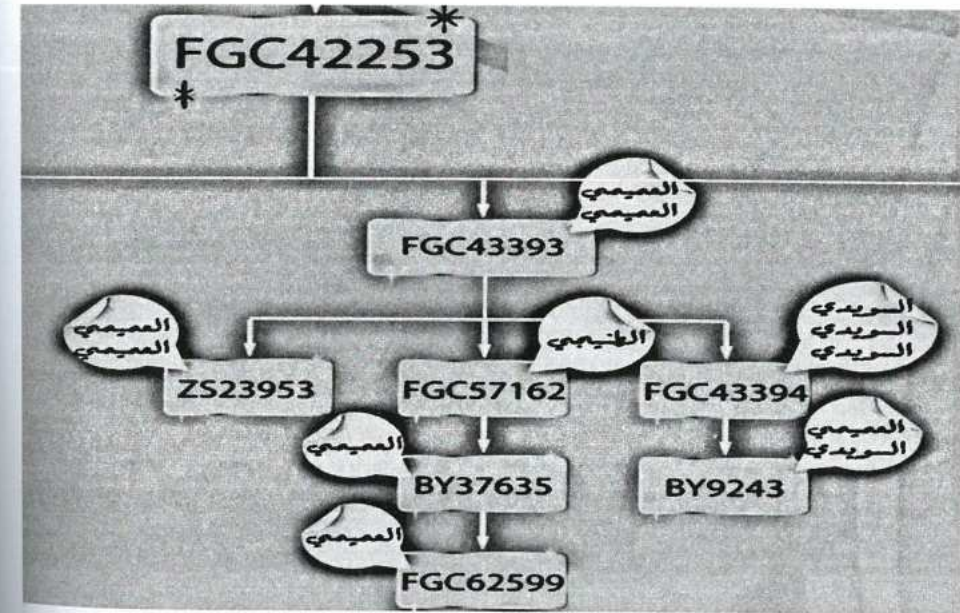 FGC42253
العميمي
العميمي
FGC43393
العميمي
العميمي
ZS23953
الطنيجي
FGC57162
السويدي
السويدي
السويدي
FGC43394
العميمي
BY37635
العميمي
السويدي
BY9243
العميمي
FGC62599